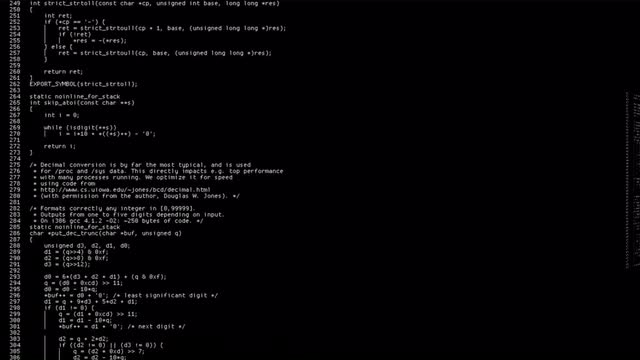 249 int strict_strtoll(const char *cp, unsigned int base, long long *res)
250 {
251 int ret;
252 if (*cp == '-') {
253 ret = strict_strtoull(cp + 1, base, (unsigned long long *)res);
254 if (!ret)
255 *res = -(*res);
256 } else {
257 ret = strict_strtoull(cp, base, (unsigned long long *)res);
258 }
259
260 return ret;
261 }
262 EXPORT_SYMBOL(strict_strtoll);
263
264 static noinline_for_stack
265 int skip_atoi(const char **s)
266 {
267 int i = 0;
268
269 while (isdigit(**s))
270 i = i*10 + *((*s)++) - '0';
271
272 return i;
273 }
274
275 /* Decimal conversion is by far the most typical, and is used
276 * for /proc and /sys data. This directly impacts e.g. top performance
277 * with many processes running. We optimize it for speed
278 * using code from
279 * http://www.cs.uiowa.edu/~jones/bcd/decimal.html
280 * (with permission from the author, Douglas W. Jones). */
281
282 /* Formats correctly any integer in [0,99999].
283 * Outputs from one to five digits depending on input.
284 * On i386 gcc 4.1.2 -O2: ~250 bytes of code. */
285 static noinline_for_stack
286 char *put_dec_trunc(char *buf, unsigned q)
287 {
288 unsigned d3, d2, d1, d0;
289 d1 = (q>>4) & 0xf;
290 d2 = (q>>8) & 0xf;
291 d3 = (q>>12);
292
293 d0 = 6*(d3 + d2 + d1) + (q & 0xf);
294 q = (d0 * 0xcd) >> 11;
295 d0 = d0 - 10*q;
296 *buf++ = d0 + '0'; /* least significant digit */
297 d1 = q + 9*d3 + 5*d2 + d1;
298 if (d1 != 0) {
299 q = (d1 * 0xcd) >> 11;
300 d1 = d1 - 10*q;
301 *buf++ = d1 + '0'; /* next digit */
302
303 d2 = q + 2*d2;
304 if ((d2 != 0) || (d3 != 0)) {
305 q = (d2 * 0xd) >> 7;
306 d2 = d2 - 10*q;